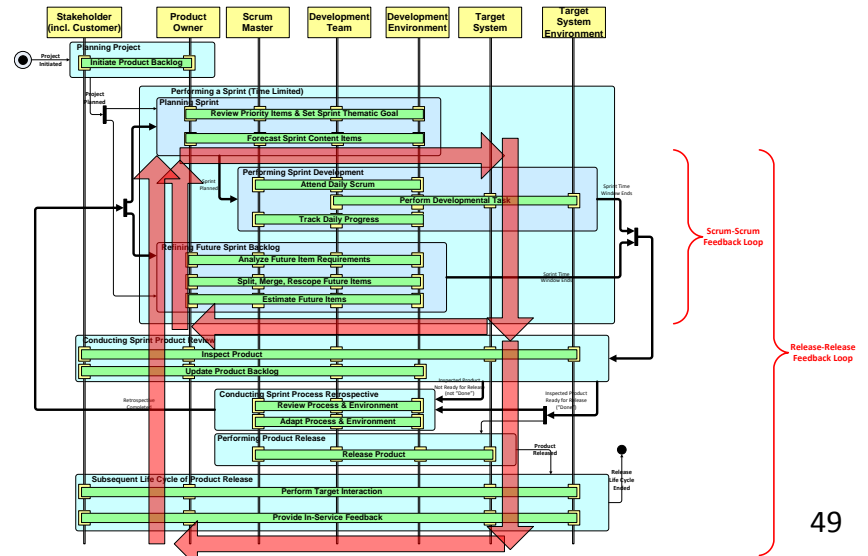 Stakeholder
(incl. Customer)
Product
Owner
Scrum
Master
Development
Team
Development
Environment
Target
System
Target
System
Environment
Planning Project
Project
Initiated
Initiate Product Backlog
Project
Planned
Performing a Sprint (Time Limited)
Planning Sprint
Review Priority Items & Set Sprint Thematic Goal
Forecast Sprint Content Items
Sprint
Planned
Performing Sprint Development
Attend Daily Scrum
Perform Developmental Task
Track Daily Progress
Sprint Time
Window Ends
Refining Future Sprint Backlog
Analyze Future Item Requirements
Split, Merge, Rescope Future Items
Estimate Future Items
Sprint Time
Window Ends
Scrum-Scrum
Feedback Loop
Release-Release
Feedback Loop
Conducting Sprint Product Review
Inspect Product
Update Product Backlog
Inspected Product
Not Ready for Release
(not "Done")
Inspected Product
Ready for Release
("Done")
Retrospective
Completed
Conducting Sprint Process Retrospective
Review Process & Environment
Adapt Process & Environment
Performing Product Release
Release Product
Product
Released
Release
Life Cycle
Ended
Subsequent Life Cycle of Product Release
Perform Target Interaction
Provide In-Service Feedback
49